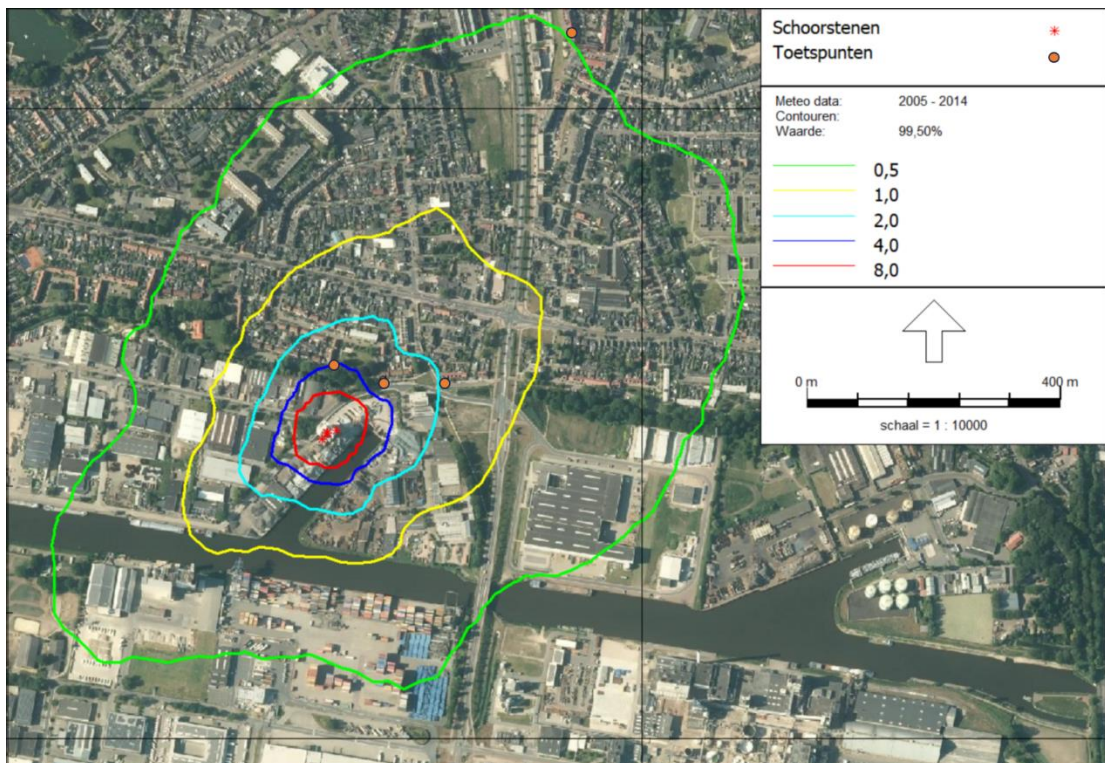 Schoorstenen
Toetspunten
Meteo data: 2005 - 2014
Contouren:
Waarde: 99,50%
0,5
1,0
2,0
4,0
8,0
0 m 400 m
schaal = 1 : 10000